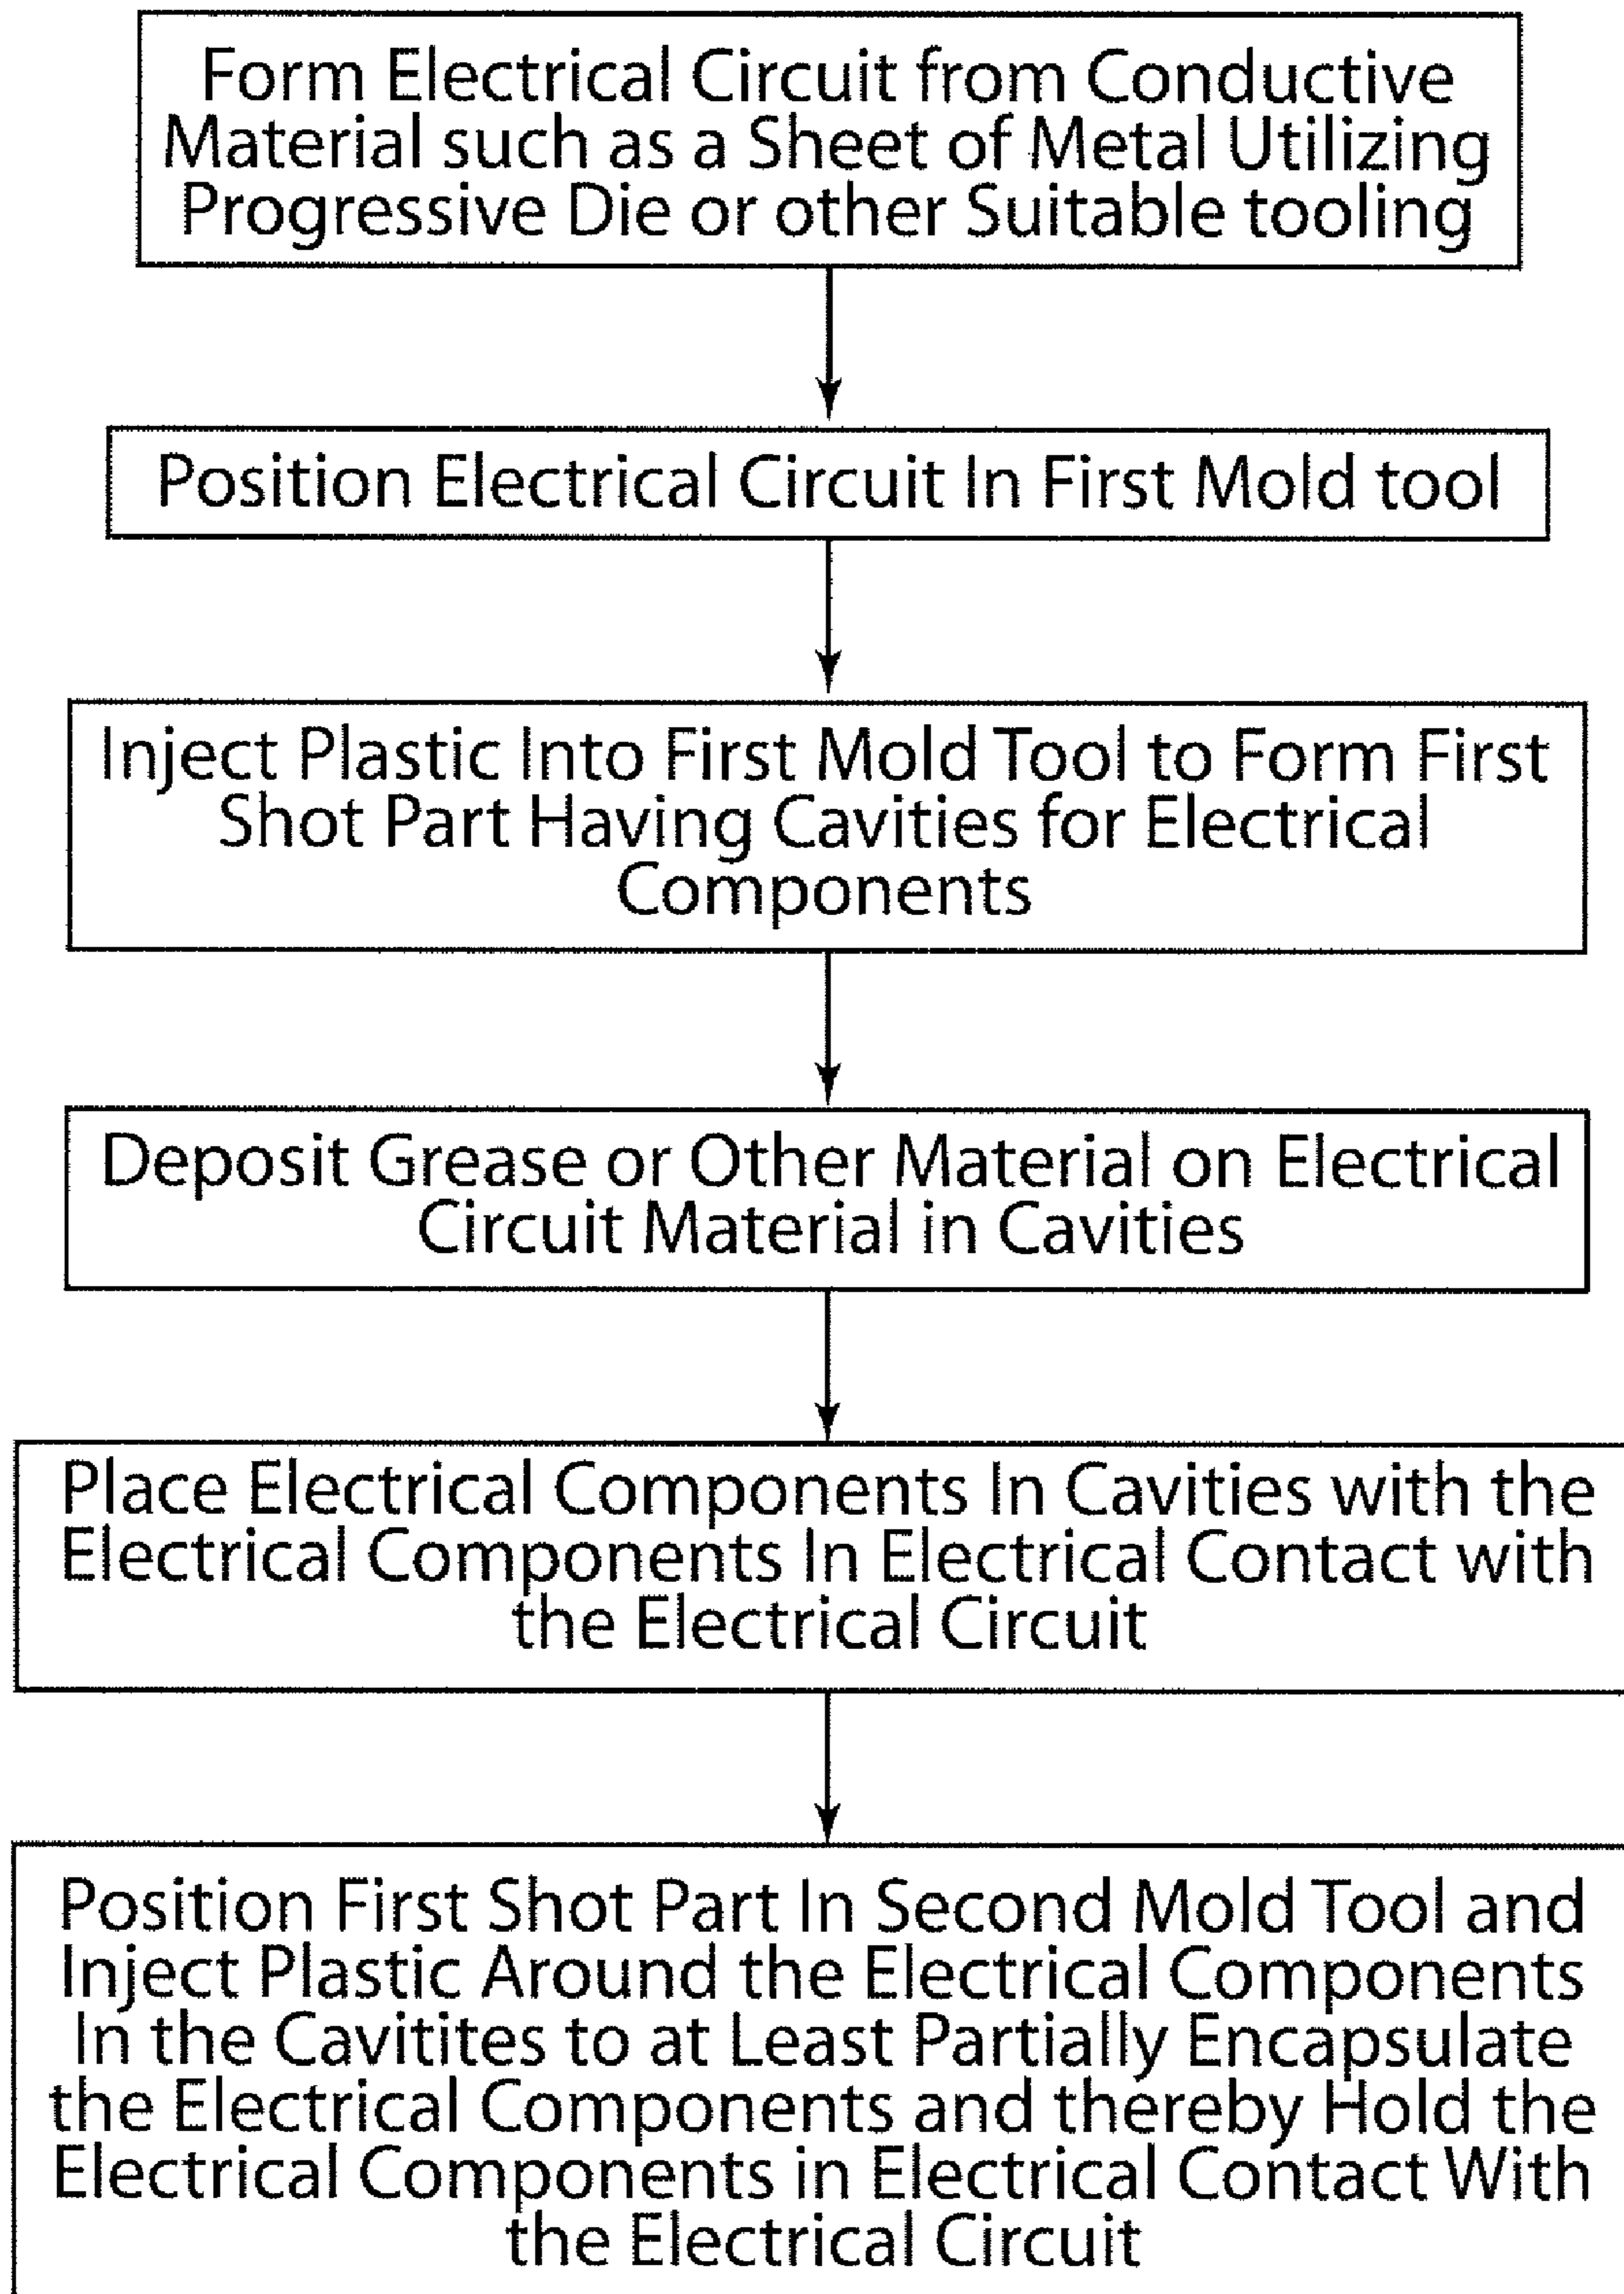 Form Electrical Circuit from Conductive
Material such as a Sheet of Metal Utilizing
Progressive Die or other Suitable tooling
Position Electrical Circuit In First Mold tool
Inject Plastic Into First Mold Tool to Form First
Shot Part Having Cavities for Electrical
Components
Deposit Grease or Other Material on Electrical
Circuit Material in Cavities
Place Electrical Components In Cavities with the
Electrical Components In Electrical Contact with
the Electrical Circuit
Position First Shot Part In Second Mold Tool and
Inject Plastic Around the Electrical Components
In the Cavitites to at Least Partially Encapsulate
the Electrical Components and thereby Hold the
Electrical Components in Electrical Contact With
the Electrical Circuit